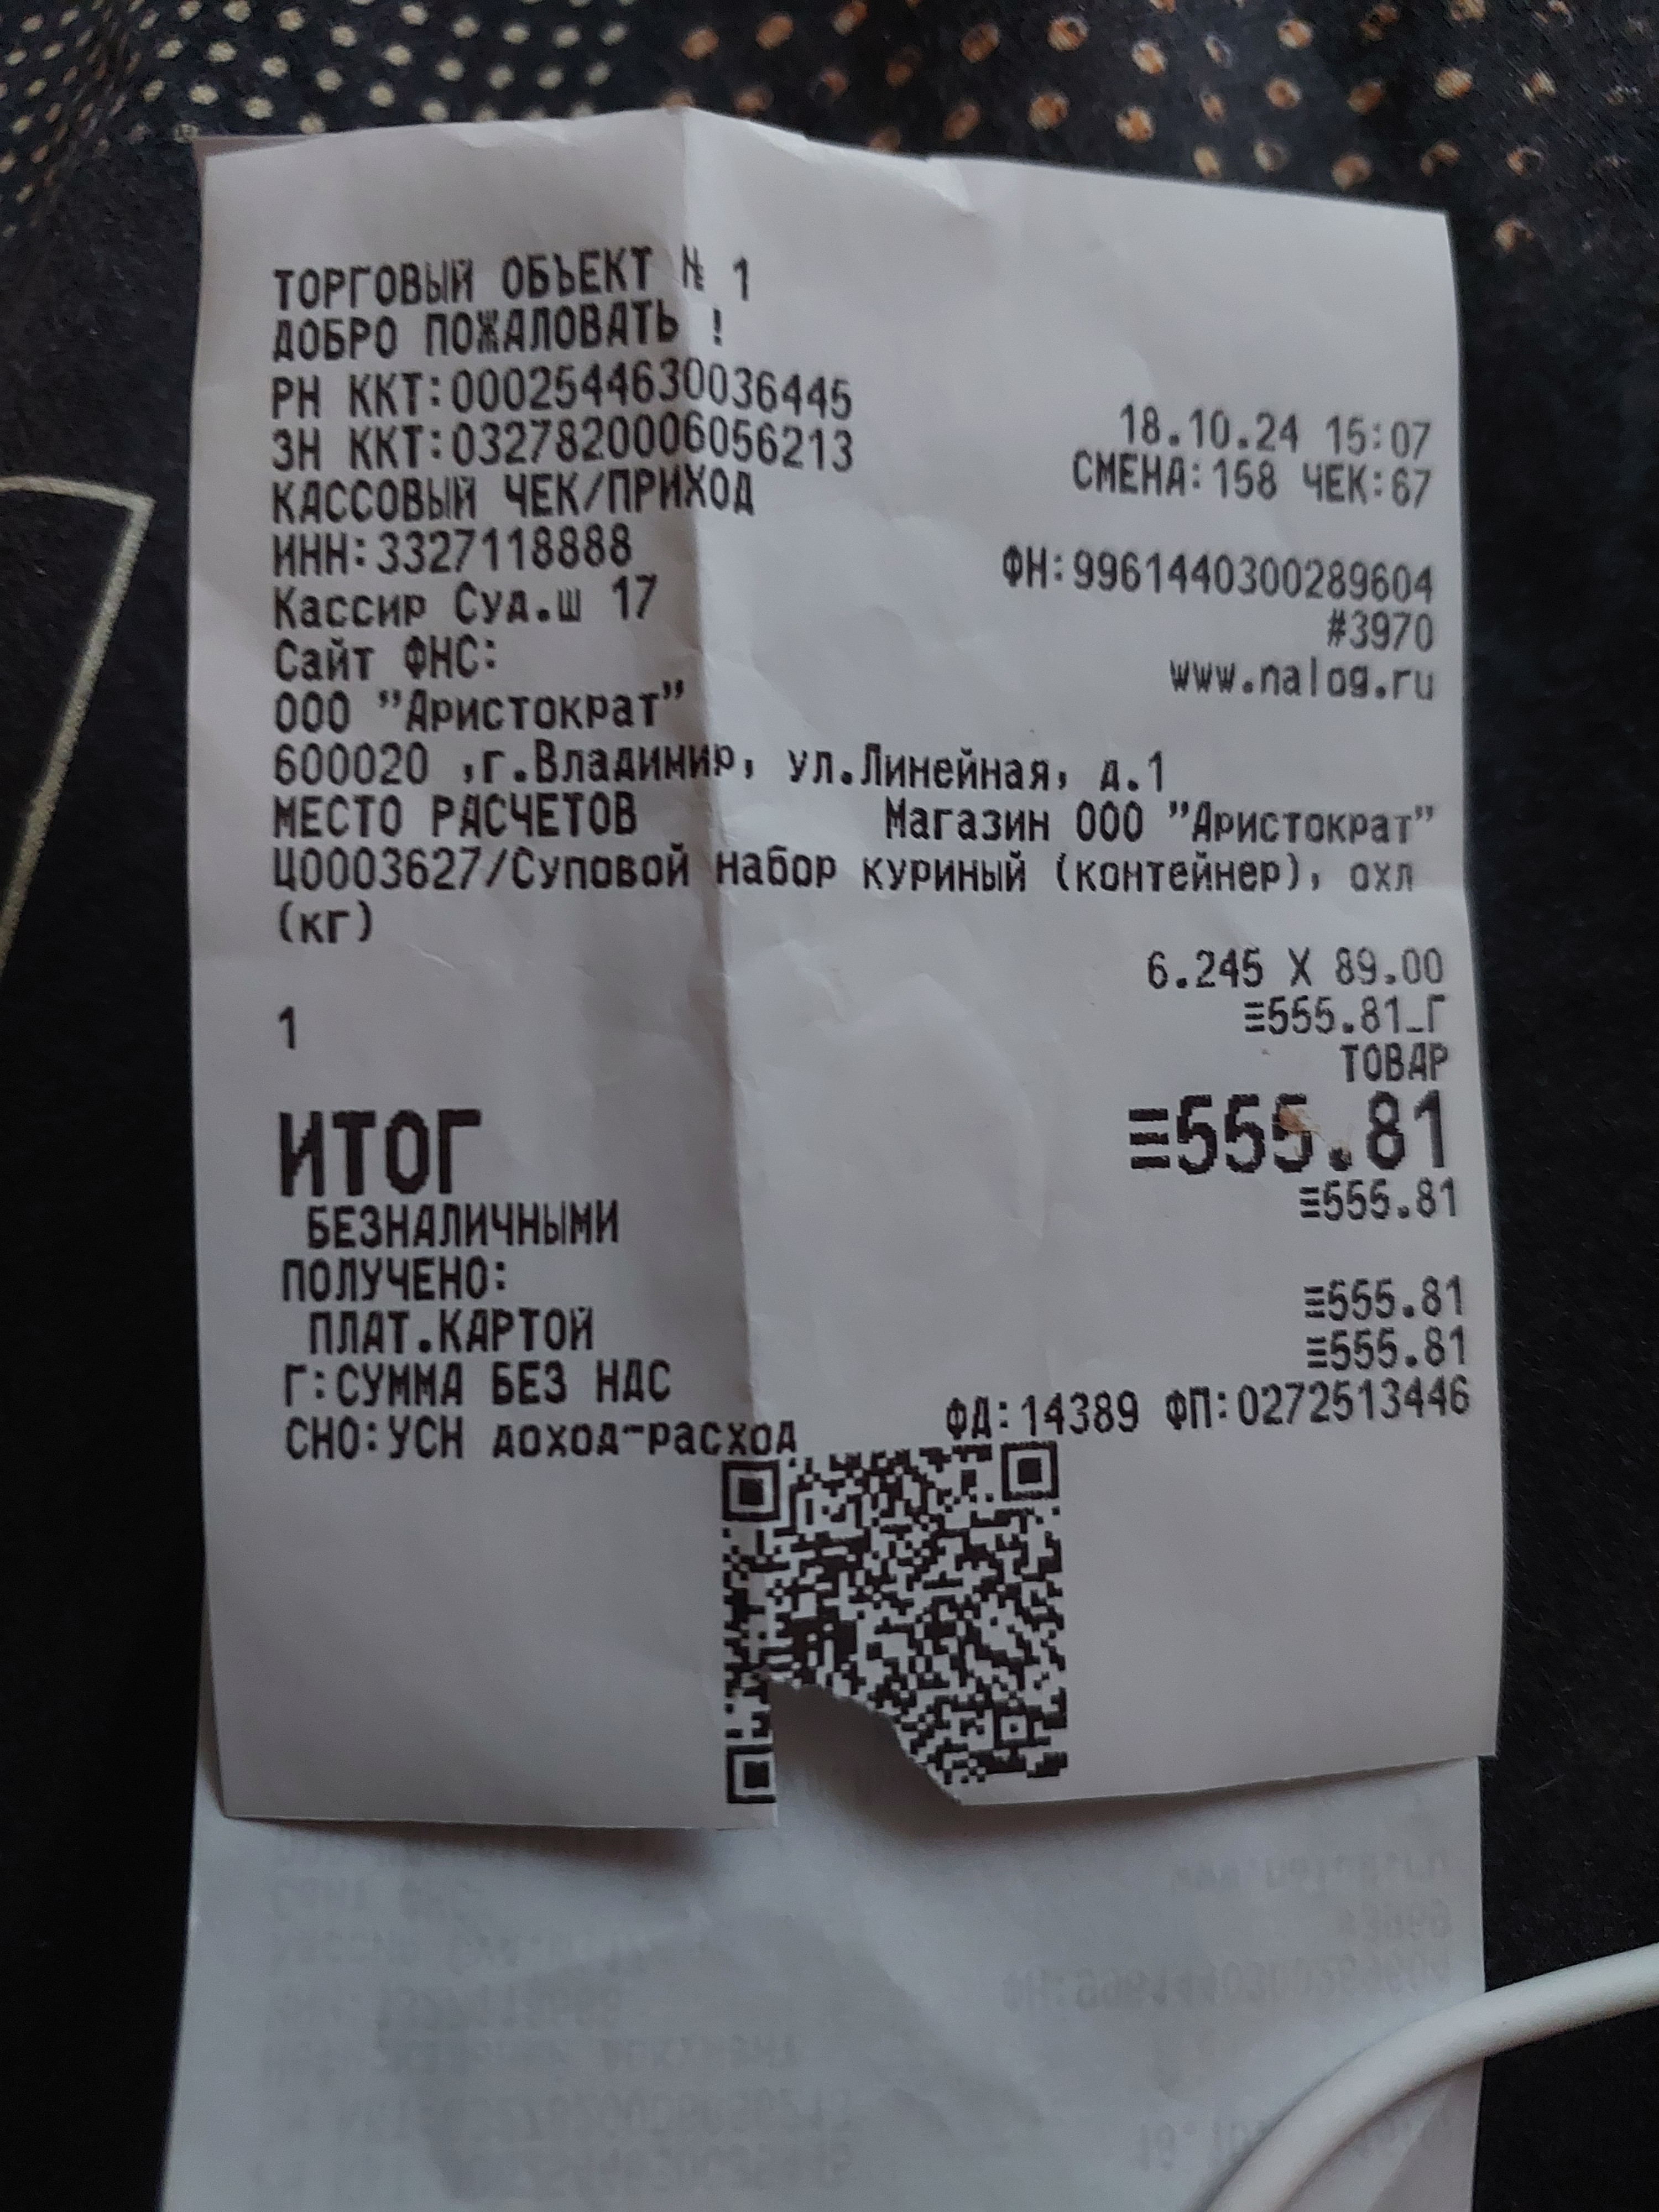 ТОРГОВЫЙ ОБЪЕКТ № 1
ДОБРО ПОЖАЛОВАТЬ !
РН ККТ:0002544630036445 18.10.24 15:07
ЗН ККТ:0327820006056213 СМЕНА:158 ЧЕК:67
КАССОВЫЙ ЧЕК/ПРИХОД
ИНН:3327118888 ФН:9961440300289604
Кассир Суд.ш 17 #3970
Сайт ФНС: www.nalog.ru
ООО "Аристократ"
600020 ,г.Владимир, ул.Линейная, д.1
МЕСТО РАСЧЕТОВ Магазин ООО "Аристократ"
Ц0003627/Суповой набор куриный (контейнер), охл
(кг)
6.245 X 89.00
1 ≡555.81_Г
ТОВАР
ИТОГ ≡555.81
БЕЗНАЛИЧНЫМИ ≡555.81
ПОЛУЧЕНО:
ПЛАТ.КАРТОЙ ≡555.81
Г:СУММА БЕЗ НДС ≡555.81
СНО:УСН доход-расход ФД:14389 ФП:0272513446